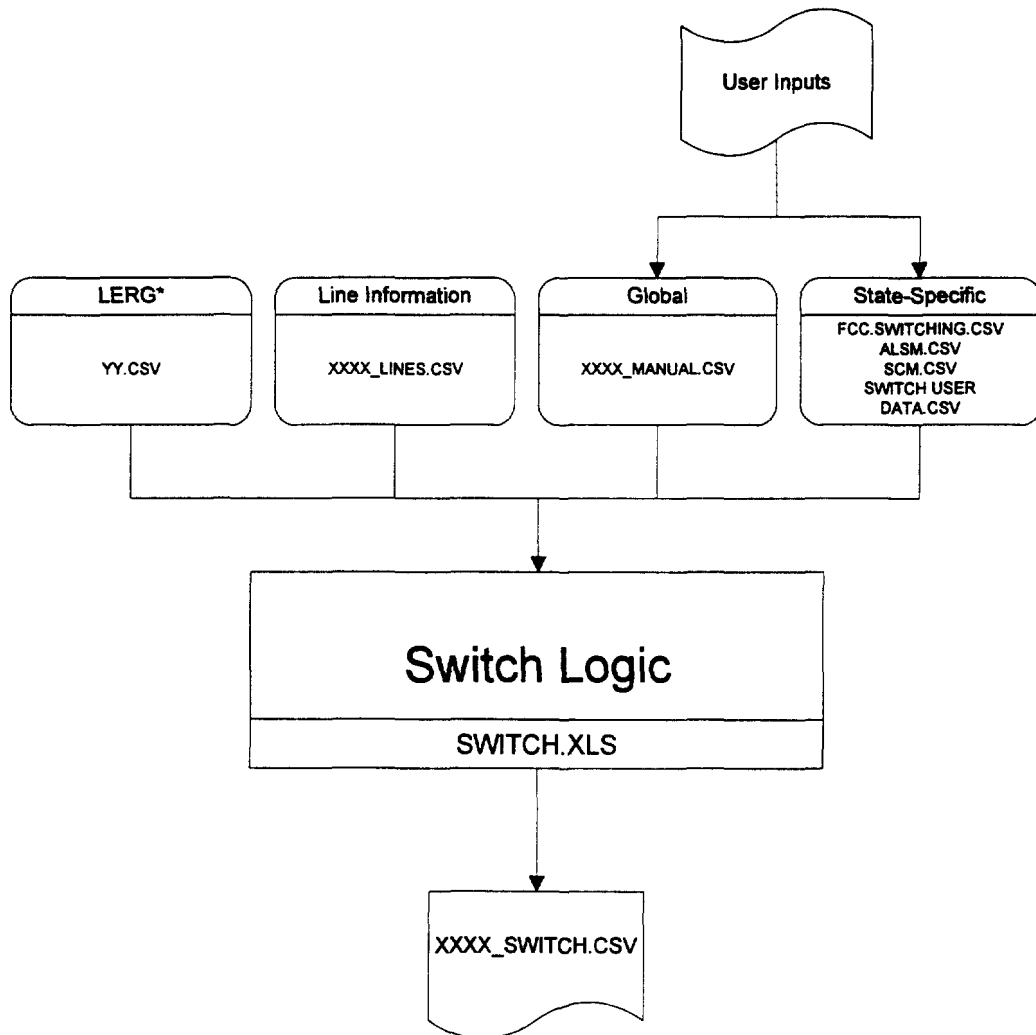 User Inputs
LERG*
YY.CSV
Line Information
XXXX_LINES.CSV
Global
XXXX_MANUAL.CSV
State-Specific
FCC.SWITCHING.CSV
ALSM.CSV
SCM.CSV
SWITCH USER
DATA.CSV
Switch Logic
SWITCH.XLS
XXXX_SWITCH.CSV